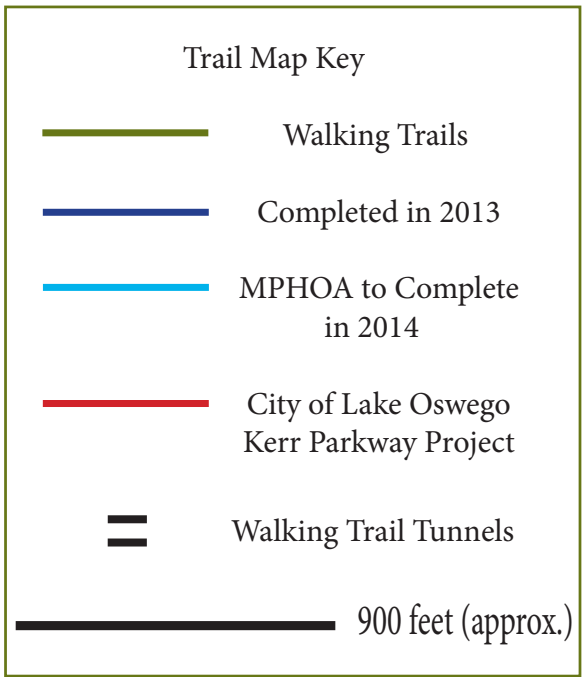 Trail Map Key
Walking Trails
Completed in 2013
MPHOA to Complete
in 2014
City of Lake Oswego
Kerr Parkway Project
Walking Trail Tunnels
900 feet (approx.)